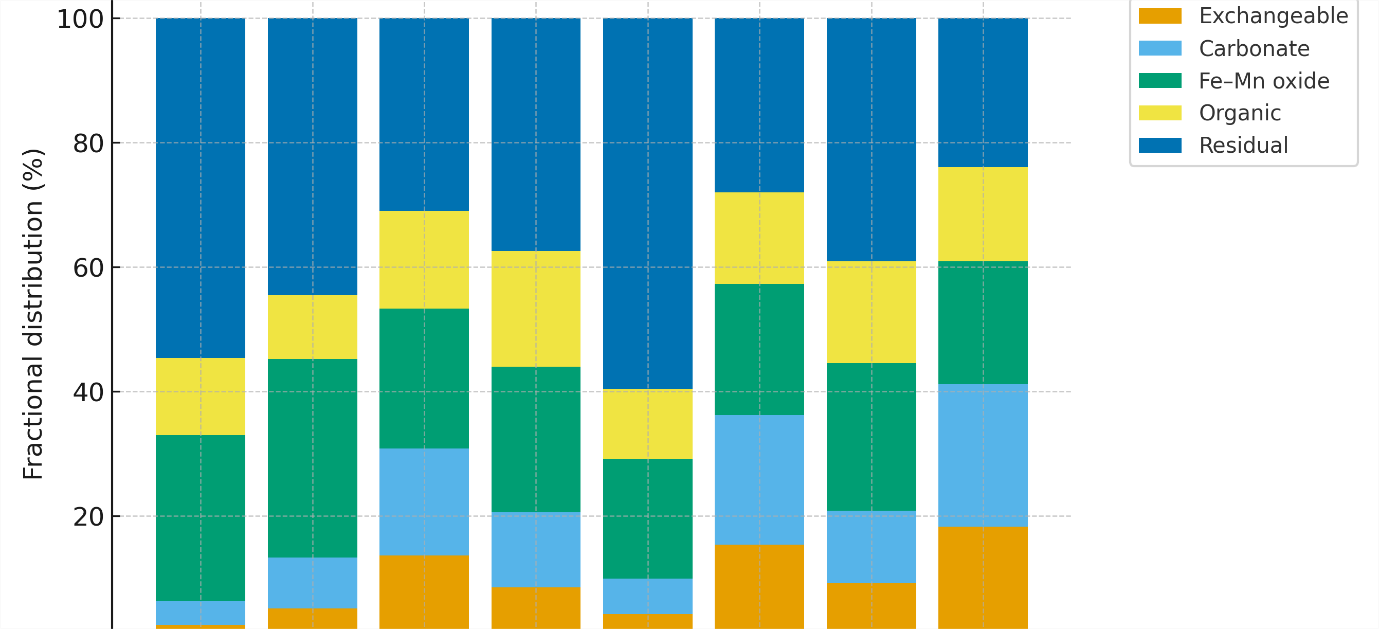 Fractional distribution (%)
100
80
60
40
20
Exchangeable
Carbonate
Fe–Mn oxide
Organic
Residual